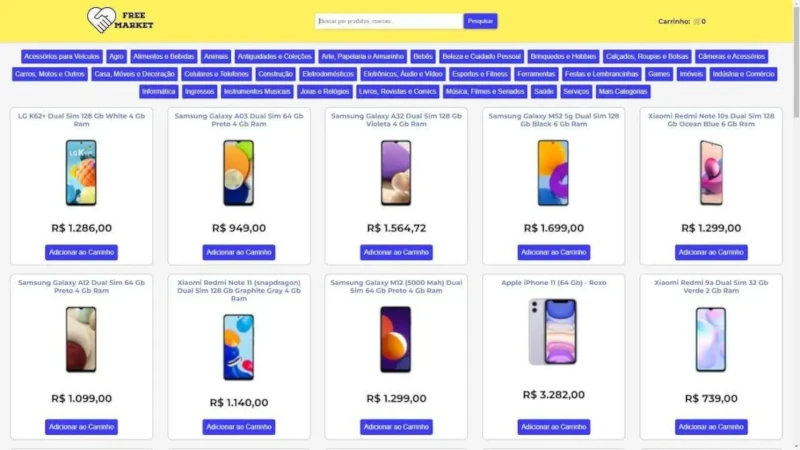 FREE
MARKET
Buscar por produtos, marcas...
Pesquisar
Carrinho: 0
Acessórios para Veículos Agro Alimentos e Bebidas Animais Antiguidades e Coleções Arte, Papelaria e Armarinho Bebês Beleza e Cuidado Pessoal Brinquedos e Hobbies Calçados, Roupas e Bolsas Câmeras e Acessórios
Carros, Motos e Outros Casa, Móveis e Decoração Celulares e Telefones Construção Eletrodomésticos Eletrônicos, Áudio e Vídeo Esportes e Fitness Ferramentas Festas e Lembrancinhas Games Imóveis Indústria e Comércio
Informática Ingressos Instrumentos Musicais Joias e Relógios Livros, Revistas e Comics Música, Filmes e Seriados Saúde Serviços Mais Categorias
LG K62+ Dual Sim 128 Gb White 4 Gb
Ram
R$ 1.286,00
Adicionar ao Carrinho
Samsung Galaxy A03 Dual Sim 64 Gb
Preto 4 Gb Ram
R$ 949,00
Adicionar ao Carrinho
Samsung Galaxy A32 Dual Sim 128 Gb
Violeta 4 Gb Ram
R$ 1.564,72
Adicionar ao Carrinho
Samsung Galaxy M52 5g Dual Sim 128
Gb Black 6 Gb Ram
R$ 1.699,00
Adicionar ao Carrinho
Xiaomi Redmi Note 10s Dual Sim 128
Gb Ocean Blue 6 Gb Ram
R$ 1.299,00
Adicionar ao Carrinho
Samsung Galaxy A12 Dual Sim 64 Gb
Preto 4 Gb Ram
R$ 1.099,00
Adicionar ao Carrinho
Xiaomi Redmi Note 11 (snapdragon)
Dual Sim 128 Gb Graphite Gray 4 Gb
Ram
R$ 1.140,00
Adicionar ao Carrinho
Samsung Galaxy M12 (5000 Mah) Dual
Sim 64 Gb Preto 4 Gb Ram
R$ 1.299,00
Adicionar ao Carrinho
Apple iPhone 11 (64 Gb) - Roxo
R$ 3.282,00
Adicionar ao Carrinho
Xiaomi Redmi 9a Dual Sim 32 Gb
Verde 2 Gb Ram
R$ 739,00
Adicionar ao Carrinho